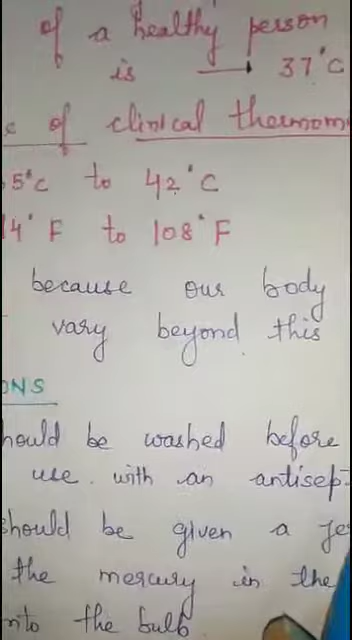 of a healthy person
is → 37°C
of clinical thermom
5°C to 42°C
4°F to 108°F
because our body
vary beyond this
ONS
hould be washed before
use. with an antisep
should be given a je
the mercury in the
nto the bulb